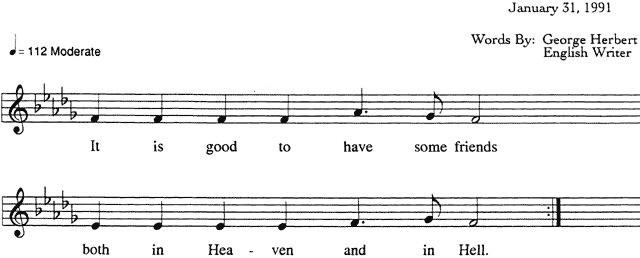 January 31, 1991
Words By: George Herbert
English Writer
♩= 112 Moderate
It is good to have some friends
both in Hea - ven and in Hell.